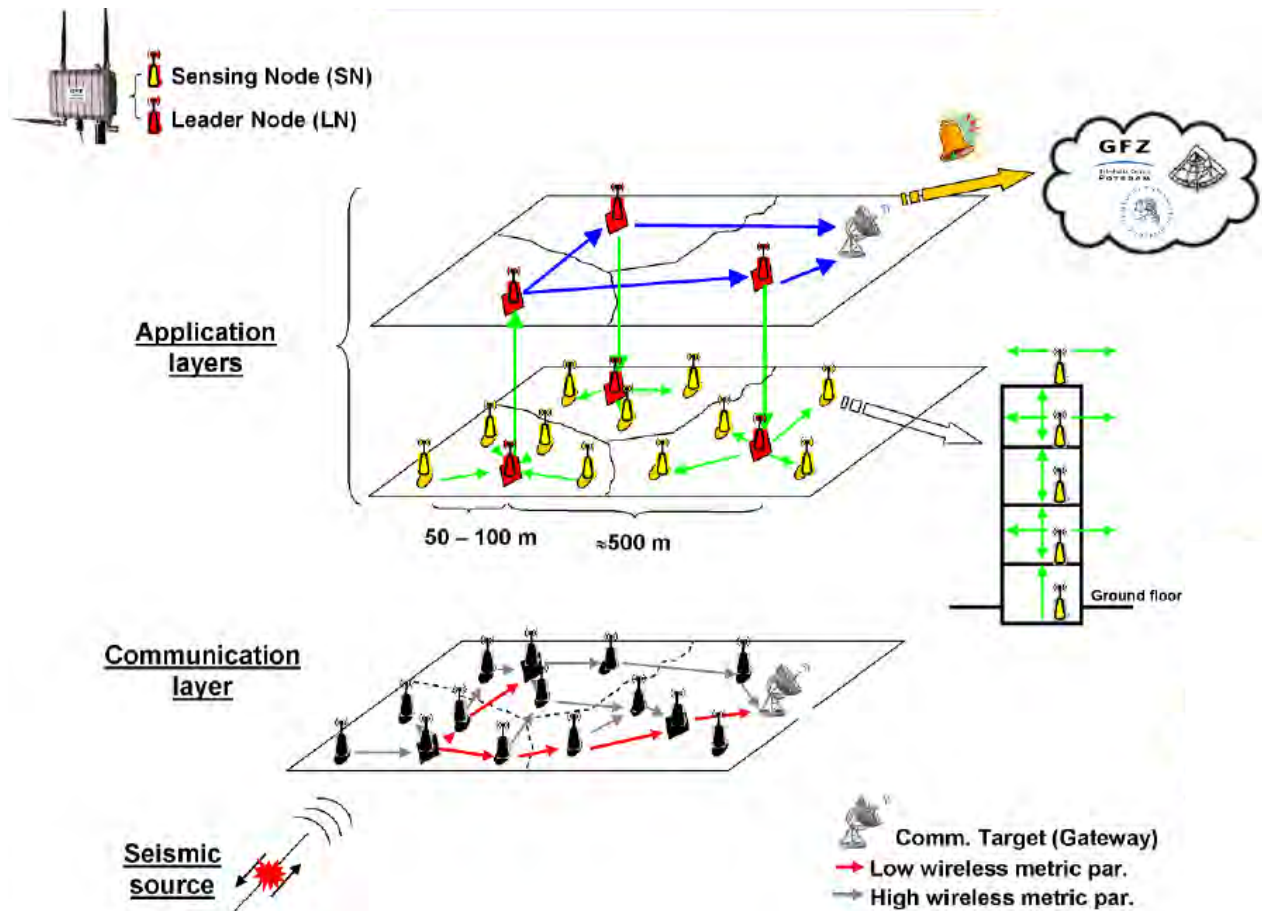 Sensing Node (SN)
Leader Node (LN)
GFZ
POTSDAM
Application
layers
50 – 100 m
≈500 m
Ground floor
Communication
layer
Seismic
source
Comm. Target (Gateway)
Low wireless metric par.
High wireless metric par.